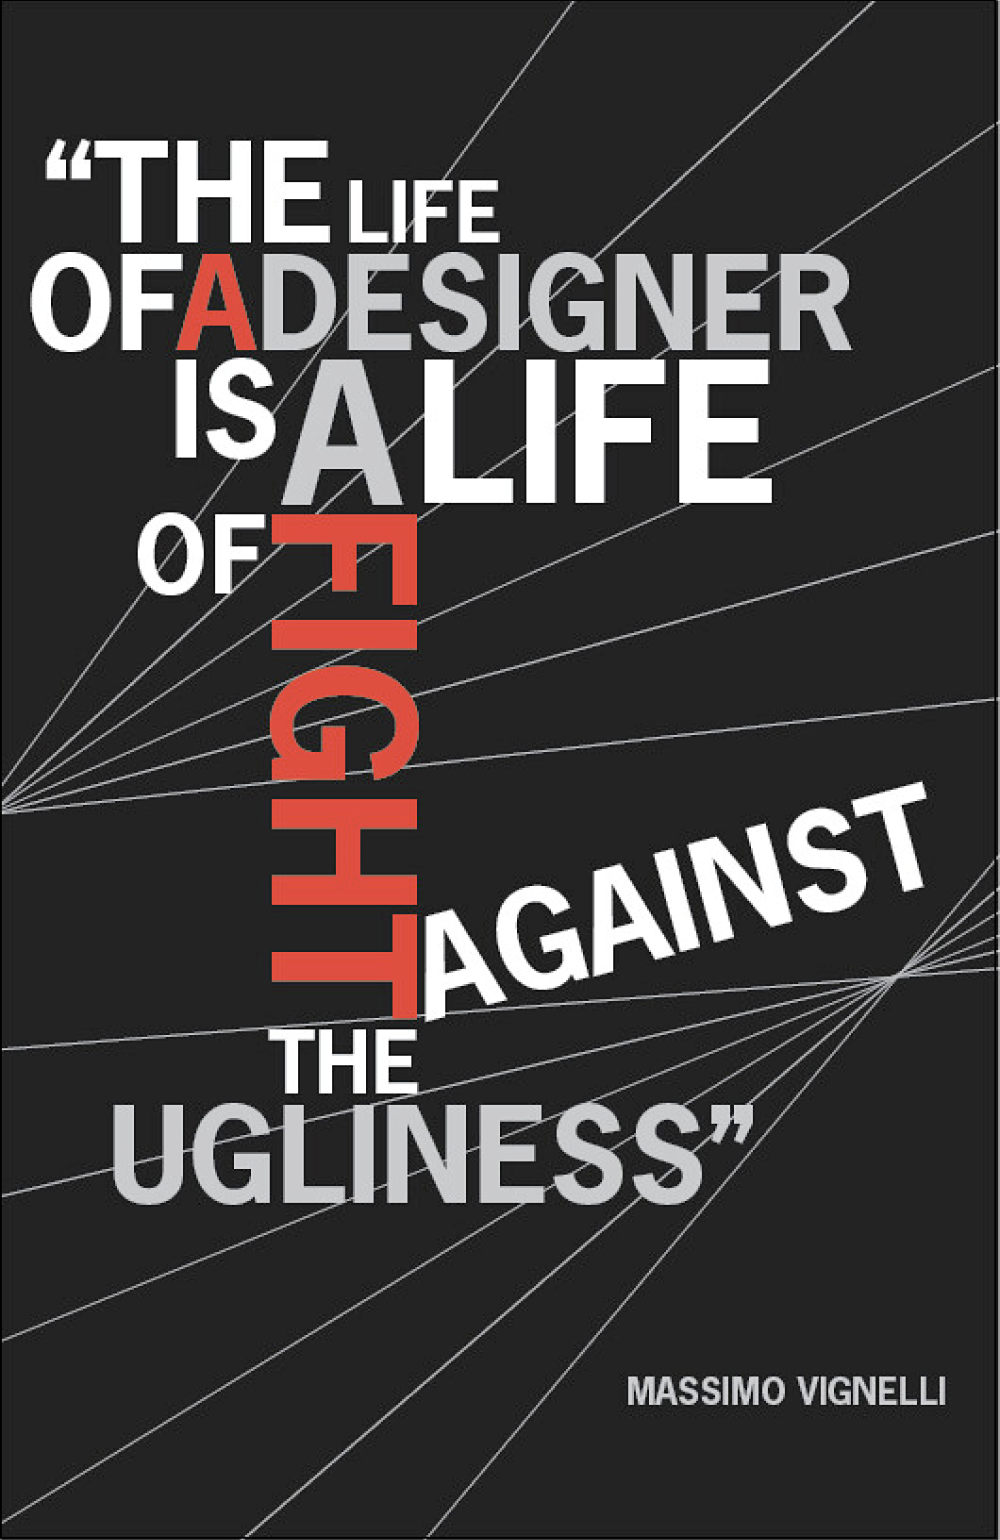 “THE LIFE
OF A DESIGNER
IS A LIFE
OF FIGHT
AGAINST
THE
UGLINESS”
MASSIMO VIGNELLI